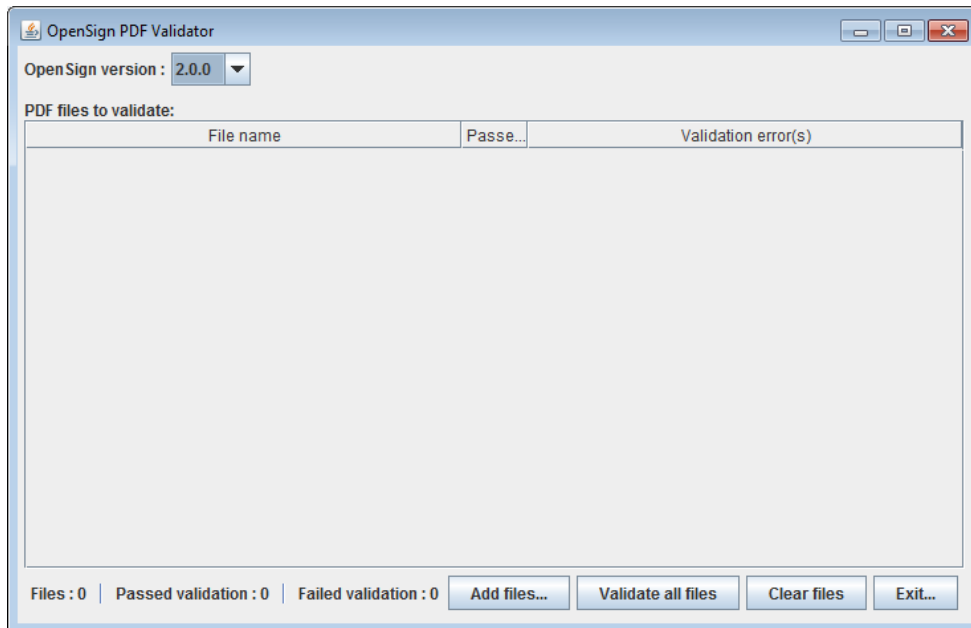 OpenSign PDF Validator
OpenSign version : 2.0.0
PDF files to validate:
File name Passe... Validation error(s)
Files : 0 Passed validation : 0 Failed validation : 0 Add files... Validate all files Clear files Exit...